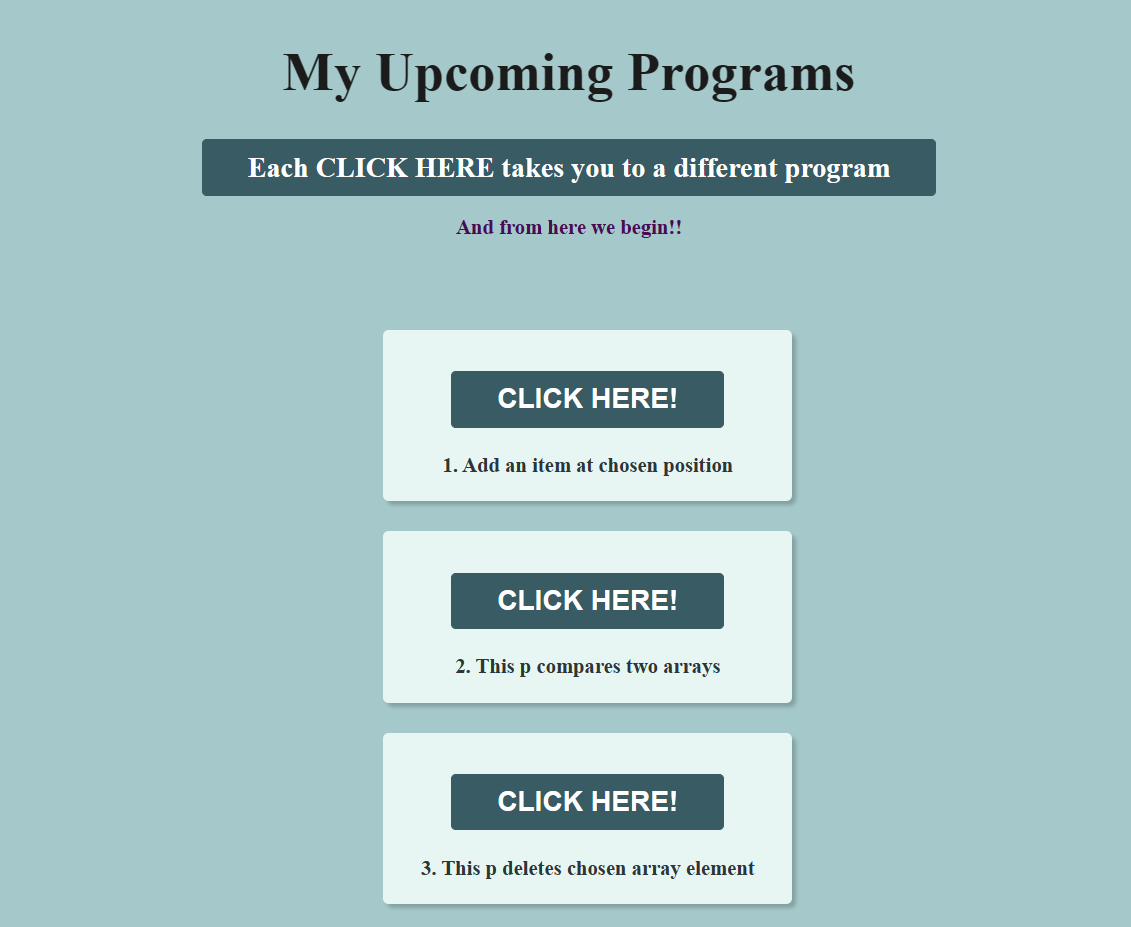 My Upcoming Programs
Each CLICK HERE takes you to a different program
And from here we begin!!
CLICK HERE!
1. Add an item at chosen position
CLICK HERE!
2. This p compares two arrays
CLICK HERE!
3. This p deletes chosen array element